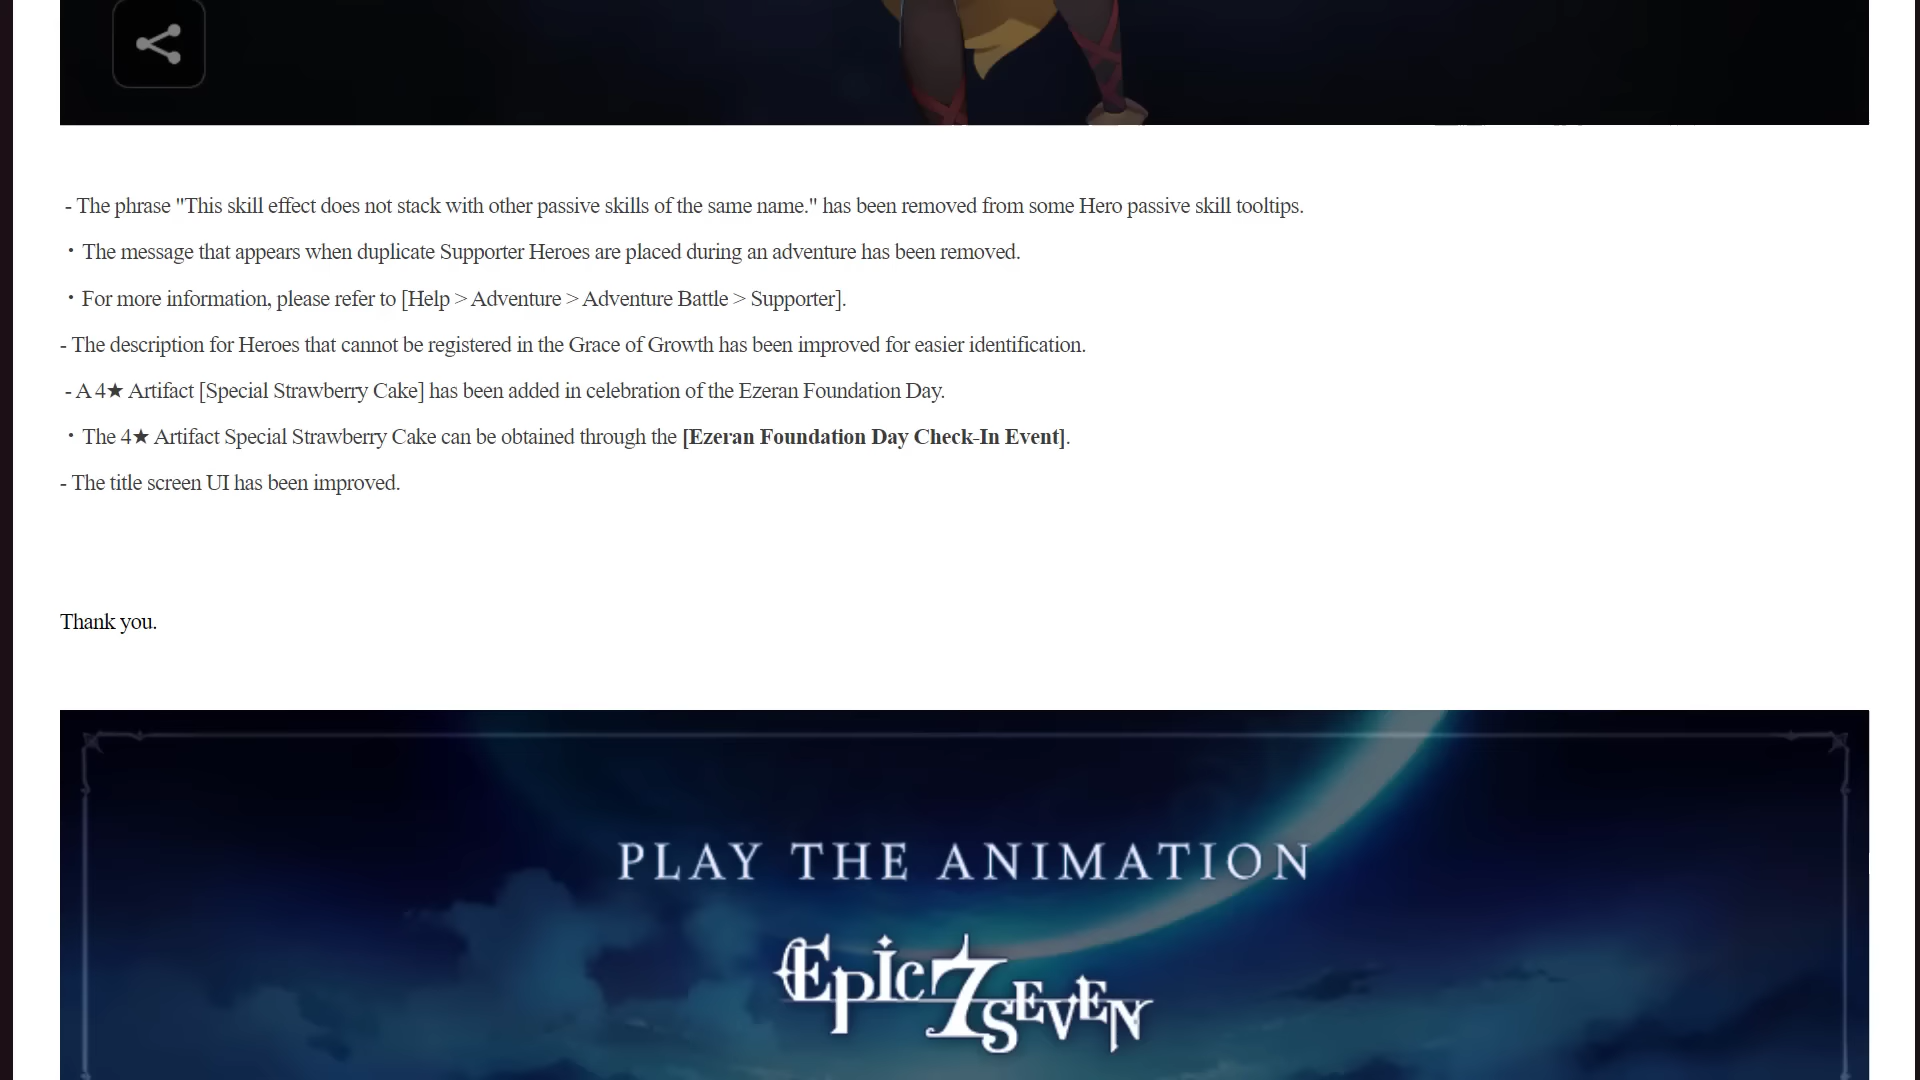 - The phrase "This skill effect does not stack with other passive skills of the same name." has been removed from some Hero passive skill tooltips.
・The message that appears when duplicate Supporter Heroes are placed during an adventure has been removed.
・For more information, please refer to [Help > Adventure > Adventure Battle > Supporter].
- The description for Heroes that cannot be registered in the Grace of Growth has been improved for easier identification.
- A 4★ Artifact [Special Strawberry Cake] has been added in celebration of the Ezeran Foundation Day.
・The 4★ Artifact Special Strawberry Cake can be obtained through the [Ezeran Foundation Day Check-In Event].
- The title screen UI has been improved.
Thank you.
PLAY THE ANIMATION
Epic 7 Seven